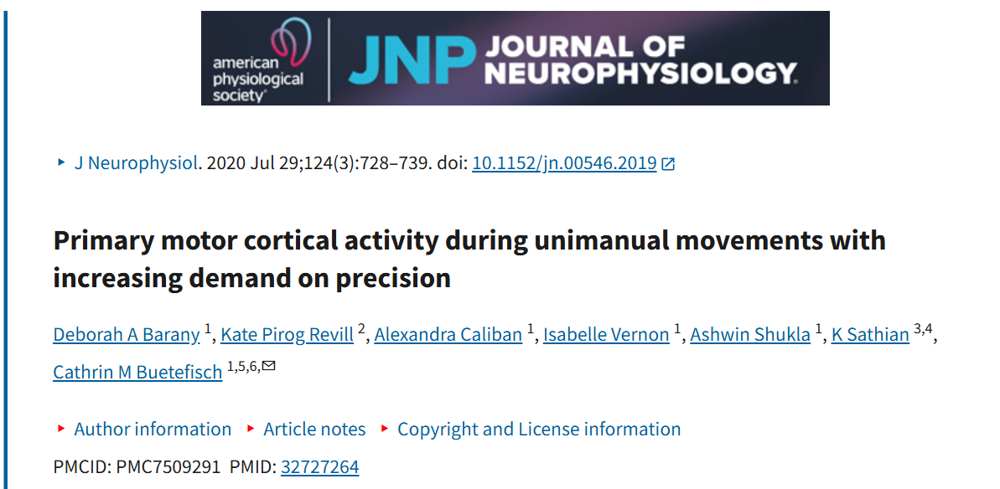 american
physiological
society
JNP JOURNAL OF
NEUROPHYSIOLOGY.
J Neurophysiol. 2020 Jul 29;124(3):728–739. doi: 10.1152/jn.00546.2019
Primary motor cortical activity during unimanual movements with
increasing demand on precision
Deborah A Barany 1, Kate Pirog Revill 2, Alexandra Caliban 1, Isabelle Vernon 1, Ashwin Shukla 1, K Sathian 3,4,
Cathrin M Buetefisch 1,5,6,
Author information Article notes Copyright and License information
PMCID: PMC7509291 PMID: 32727264